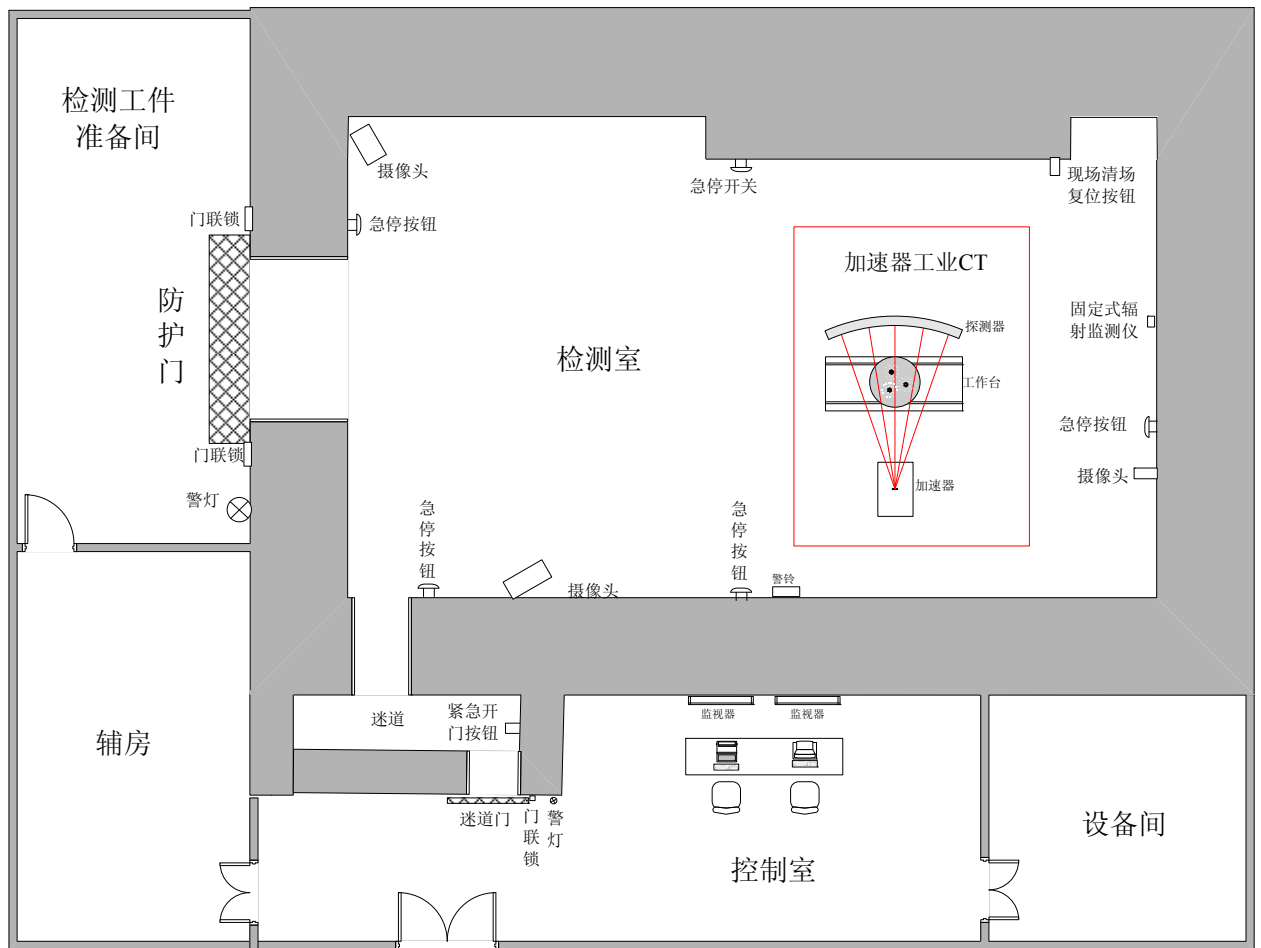 检测工件
准备间
摄像头
急停开关
现场清场
复位按钮
门联锁
急停按钮
加速器工业CT
防
护
门
固定式辐
射监测仪
探测器
检测室
工作台
急停按钮
门联锁
摄像头
加速器
警灯
急
停
按
钮
急
停
按
钮
摄像头
警铃
迷道
紧急开
门按钮
监视器
监视器
辅房
迷道门
门
联
锁
警
灯
控制室
设备间